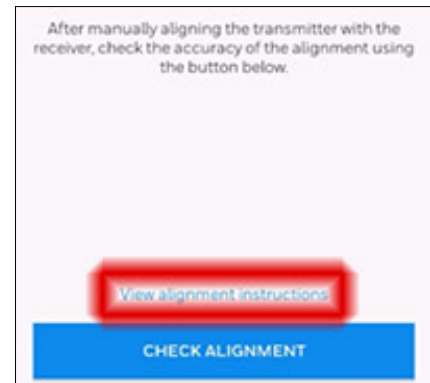 After manually aligning the transmitter with the
receiver, check the accuracy of the alignment using
the button below.
View alignment instructions
CHECK ALIGNMENT